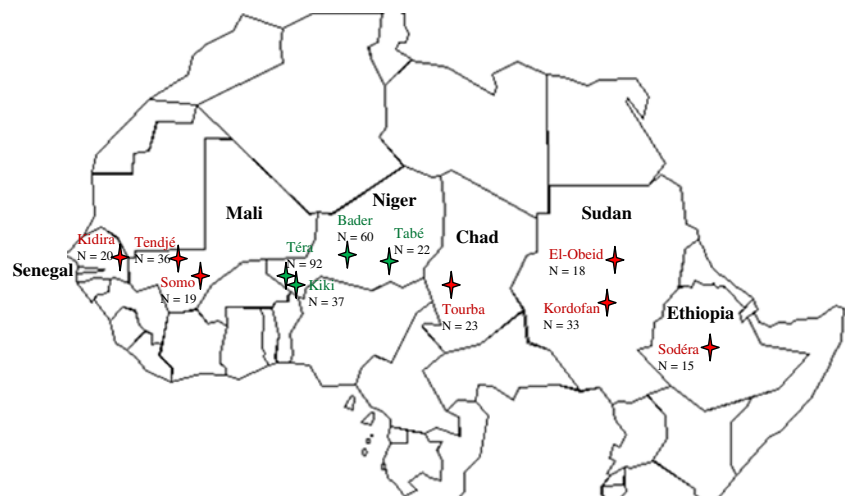 Niger
Mali
Sudan
Bader
N = 60
Chad
Kidira
N = 20
Tendjé
N = 36
Téra
N = 92
Tabé
N = 22
El-Obeid
N = 18
Senegal
Somo
N = 19
Kiki
N = 37
Tourba
N = 23
Kordofan
N = 33
Ethiopia
Sodéra
N = 15